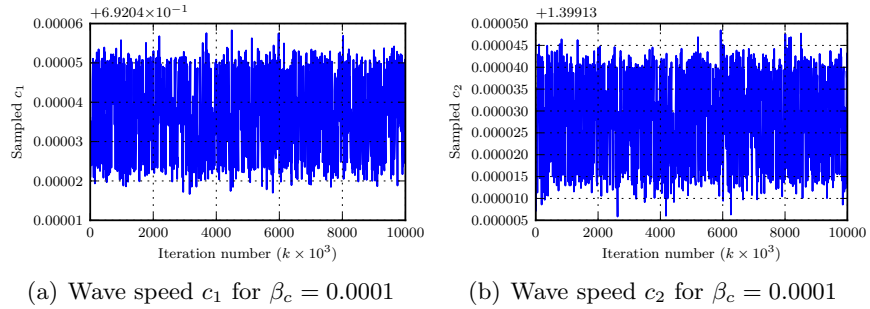 +6.9204×10⁻¹
0.00006
0.00005
0.00004
0.00003
0.00002
0.00001
Sampled c₁
0 2000 4000 6000 8000 10000
Iteration number (k × 10³)
(a) Wave speed c₁ for β_c = 0.0001
+1.39913
0.000050
0.000045
0.000040
0.000035
0.000030
0.000025
0.000020
0.000015
0.000010
0.000005
Sampled c₂
0 2000 4000 6000 8000 10000
Iteration number (k × 10³)
(b) Wave speed c₂ for β_c = 0.0001